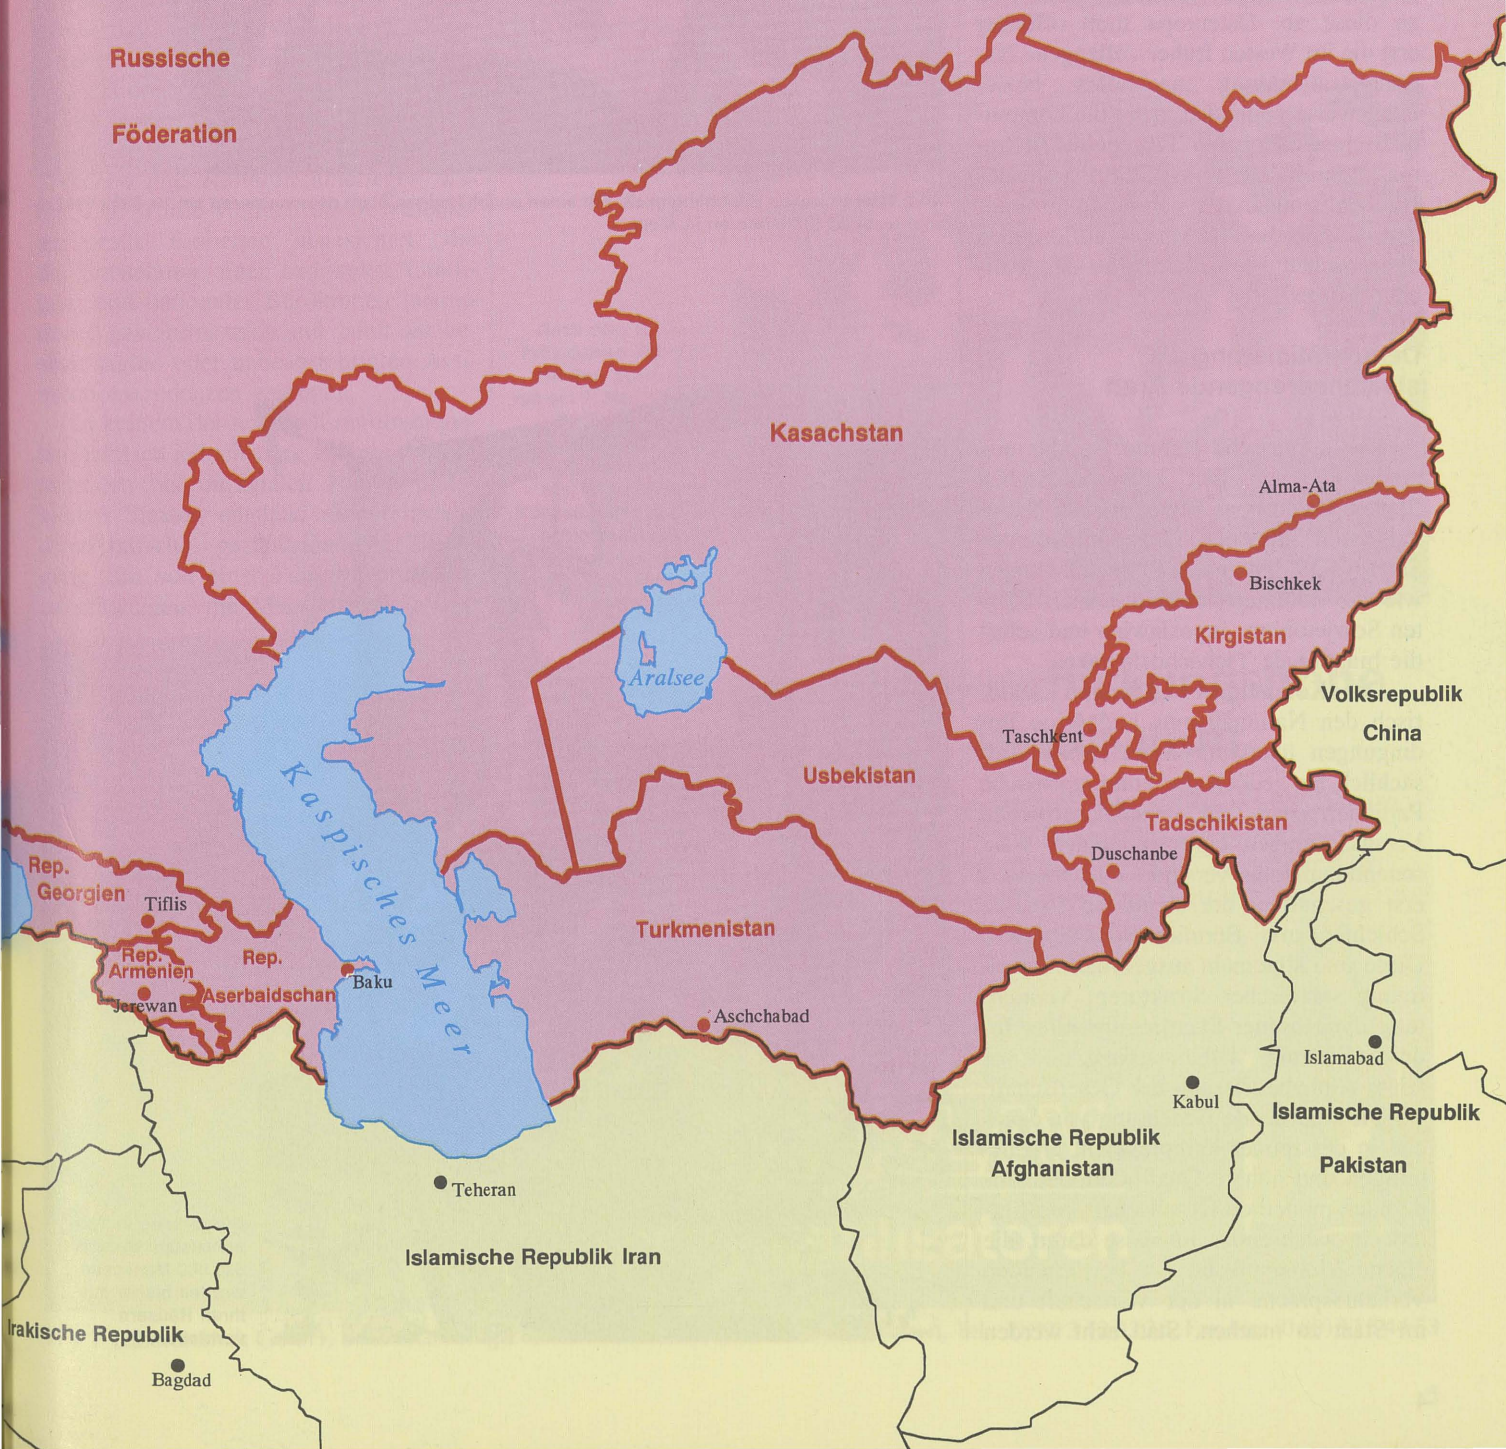 Russische
Föderation
Kasachstan
Alma-Ata
Bischkek
Kirgistan
Aralsee
Volksrepublik
China
Taschkent
Usbekistan
Kaspisches Meer
Tadschikistan
Duschanbe
Rep.
Georgien
Tiflis
Turkmenistan
Rep.
Armenien
Rep.
Aserbaidschan
Baku
Jerewan
Aschchabad
Islamabad
Kabul
Islamische Republik
Pakistan
Islamische Republik
Afghanistan
Teheran
Islamische Republik Iran
Irakische Republik
Bagdad